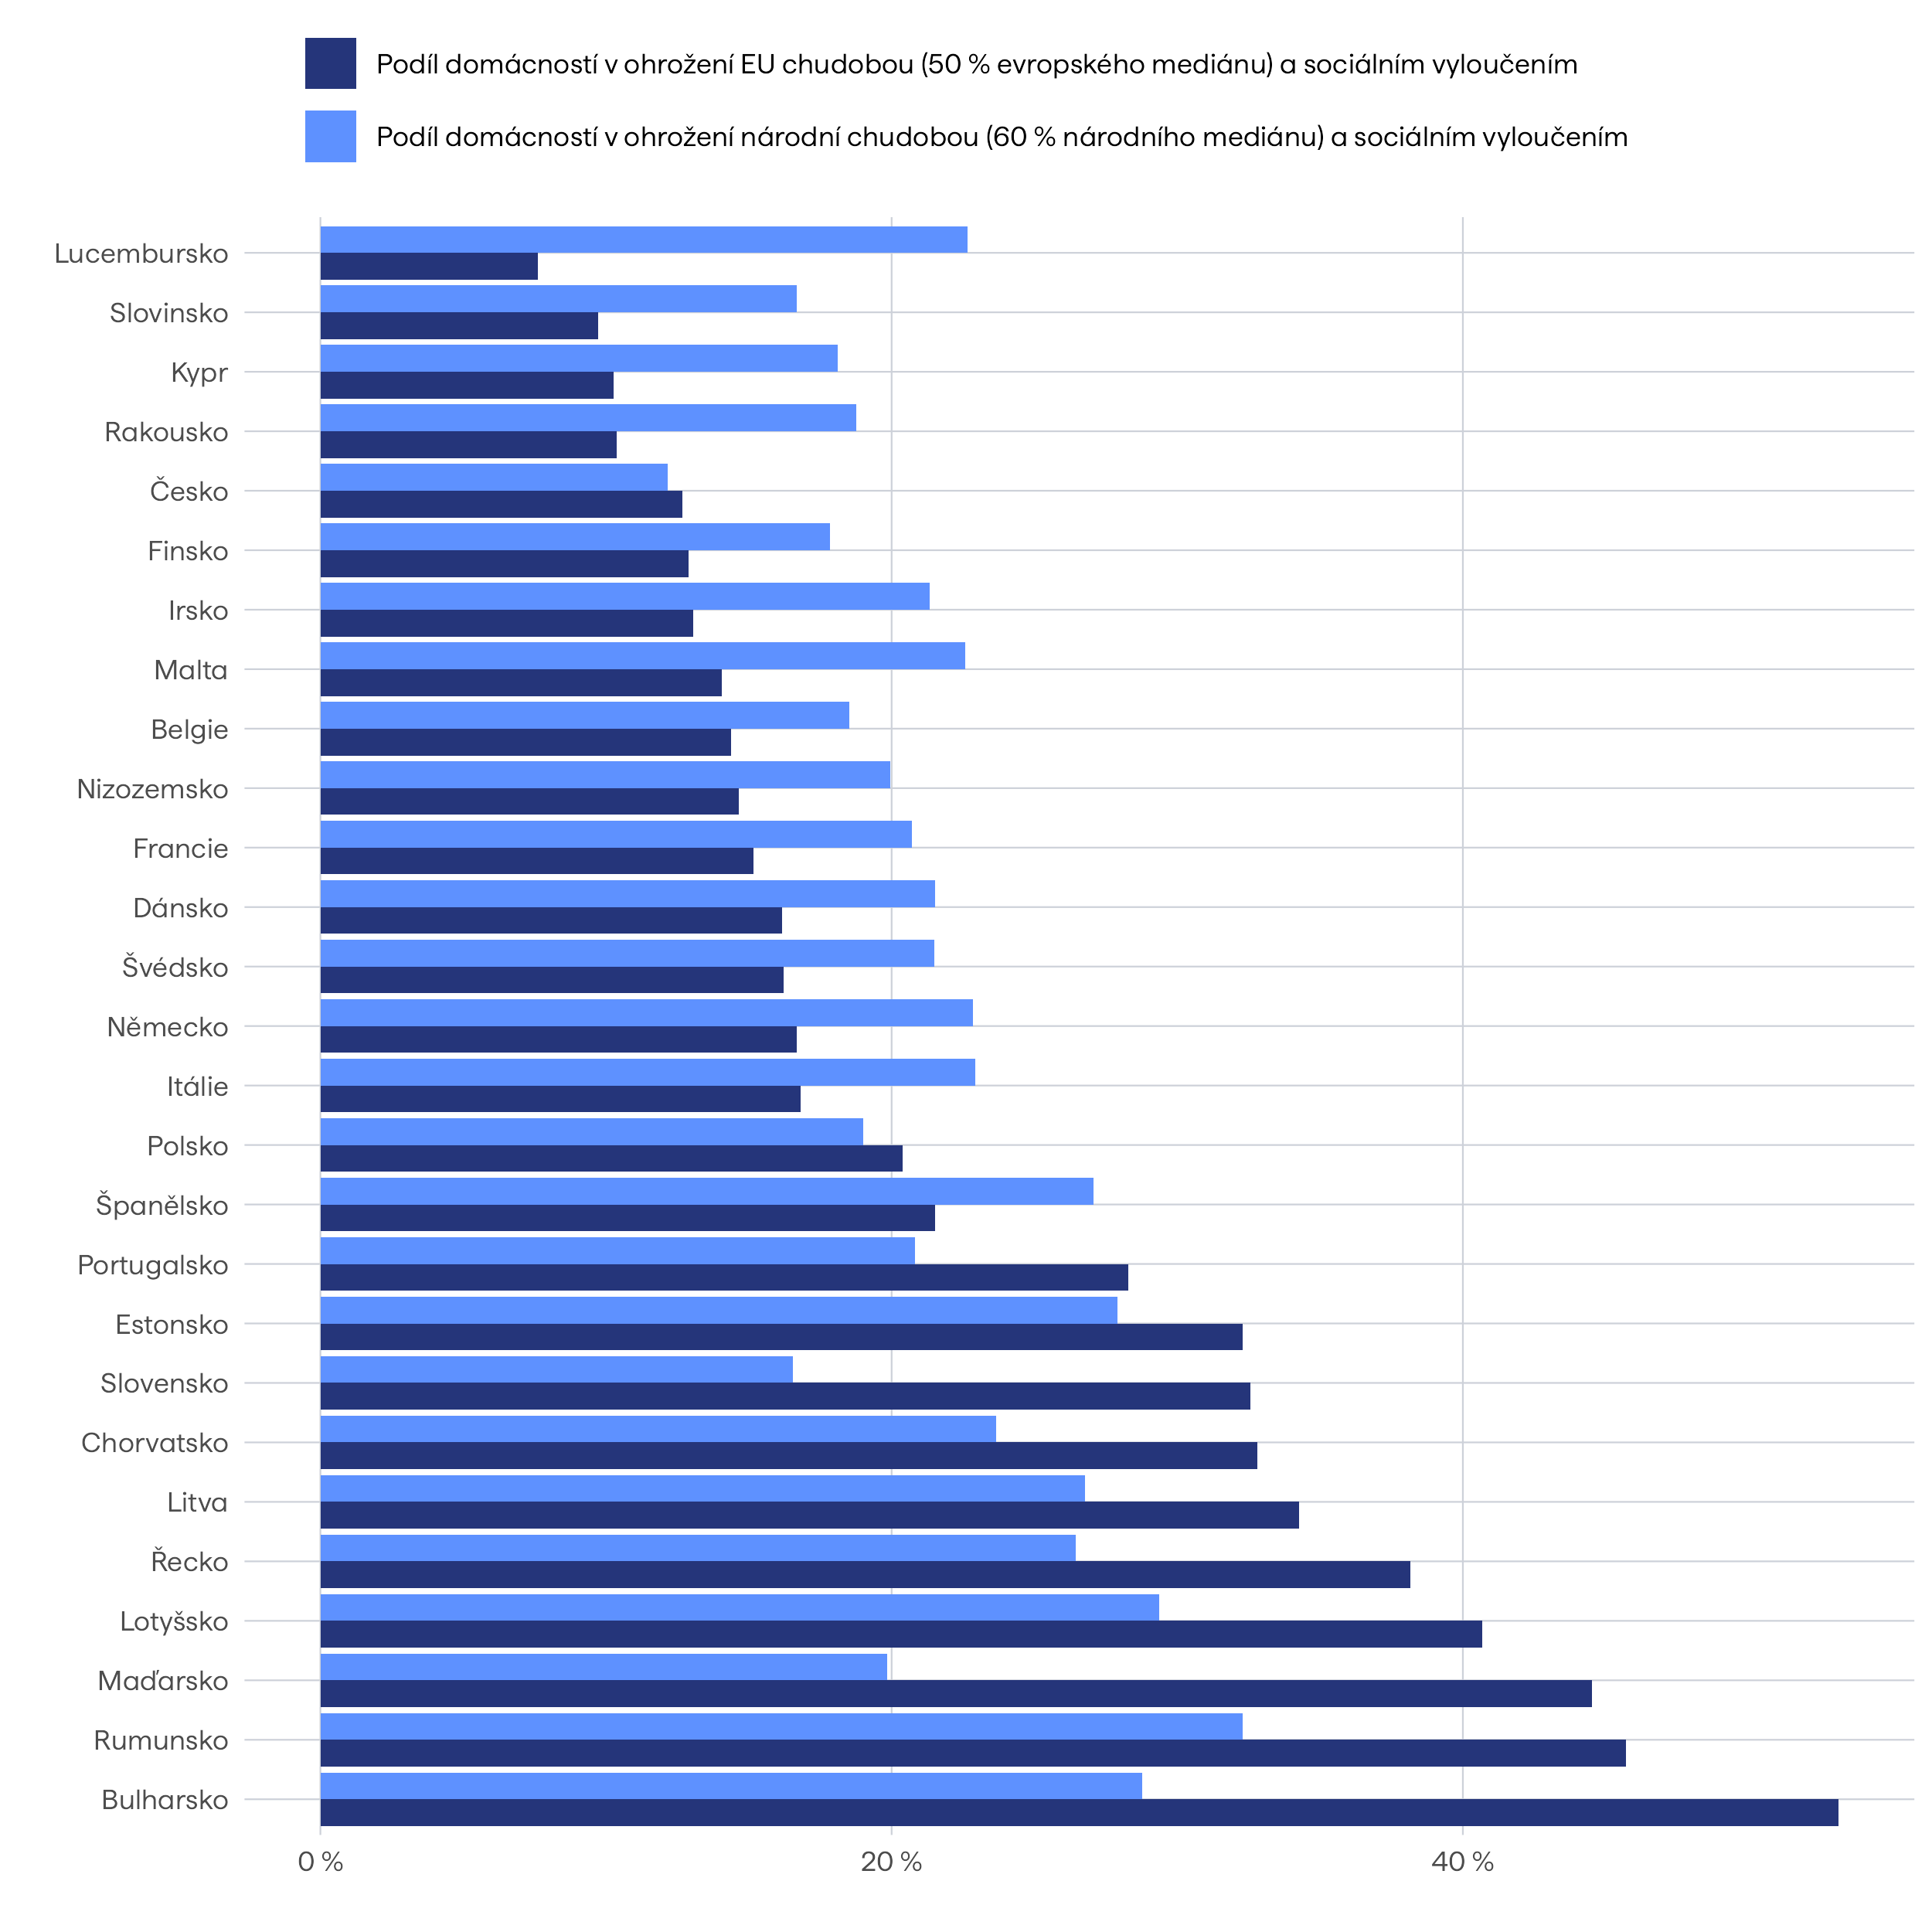 Podíl domácností v ohrožení EU chudobou (50 % evropského mediánu) a sociálním vyloučením
Podíl domácností v ohrožení národní chudobou (60 % národního mediánu) a sociálním vyloučením
Lucembursko
Slovinsko
Kypr
Rakousko
Česko
Finsko
Irsko
Malta
Belgie
Nizozemsko
Francie
Dánsko
Švédsko
Německo
Itálie
Polsko
Španělsko
Portugalsko
Estonsko
Slovensko
Chorvatsko
Litva
Řecko
Lotyšsko
Maďarsko
Rumunsko
Bulharsko
0 % 20 % 40 %